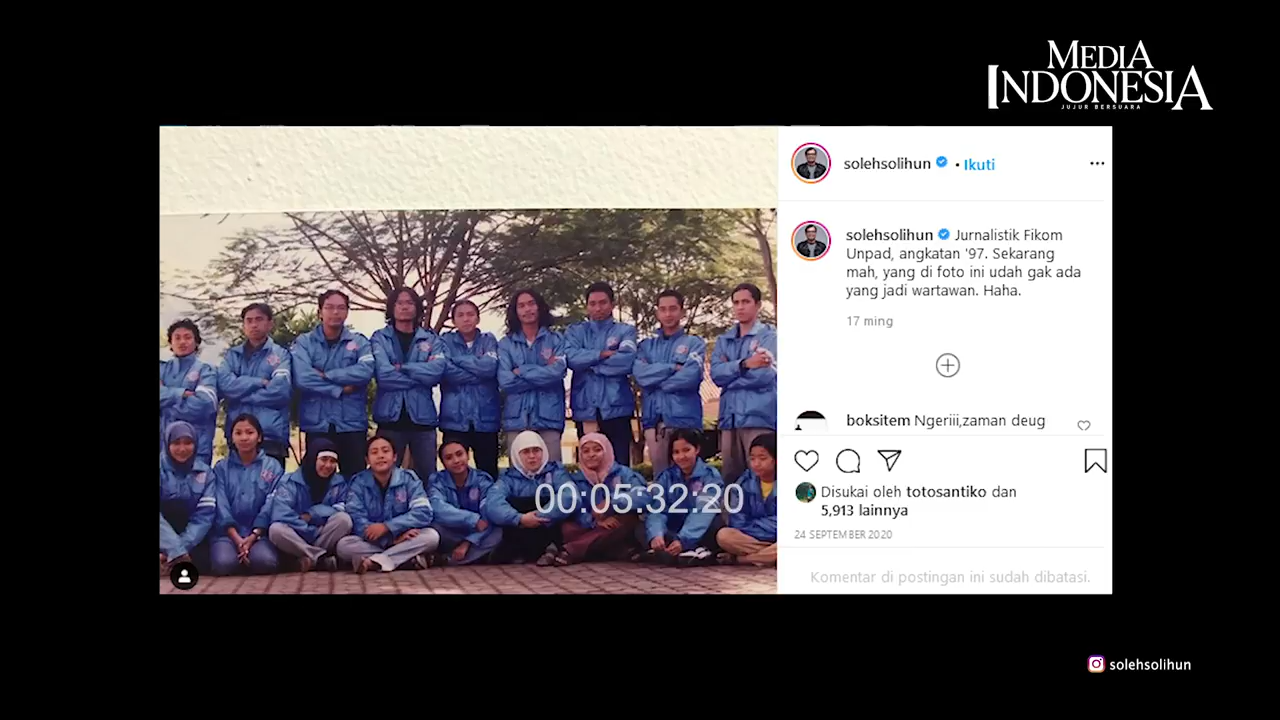 MEDIA
INDONESIA
JUJUR BERSUARA
solehsolihun • Ikuti
solehsolihun Jurnalistik Fikom
Unpad, angkatan '97. Sekarang
mah, yang di foto ini udah gak ada
yang jadi wartawan. Haha.
17 ming
boksitem Ngeriii,zaman deug
Disukai oleh totosantiko dan
5,913 lainnya
24 SEPTEMBER 2020
Komentar di postingan ini sudah dibatasi.
00:05:32:20
solehsolihun